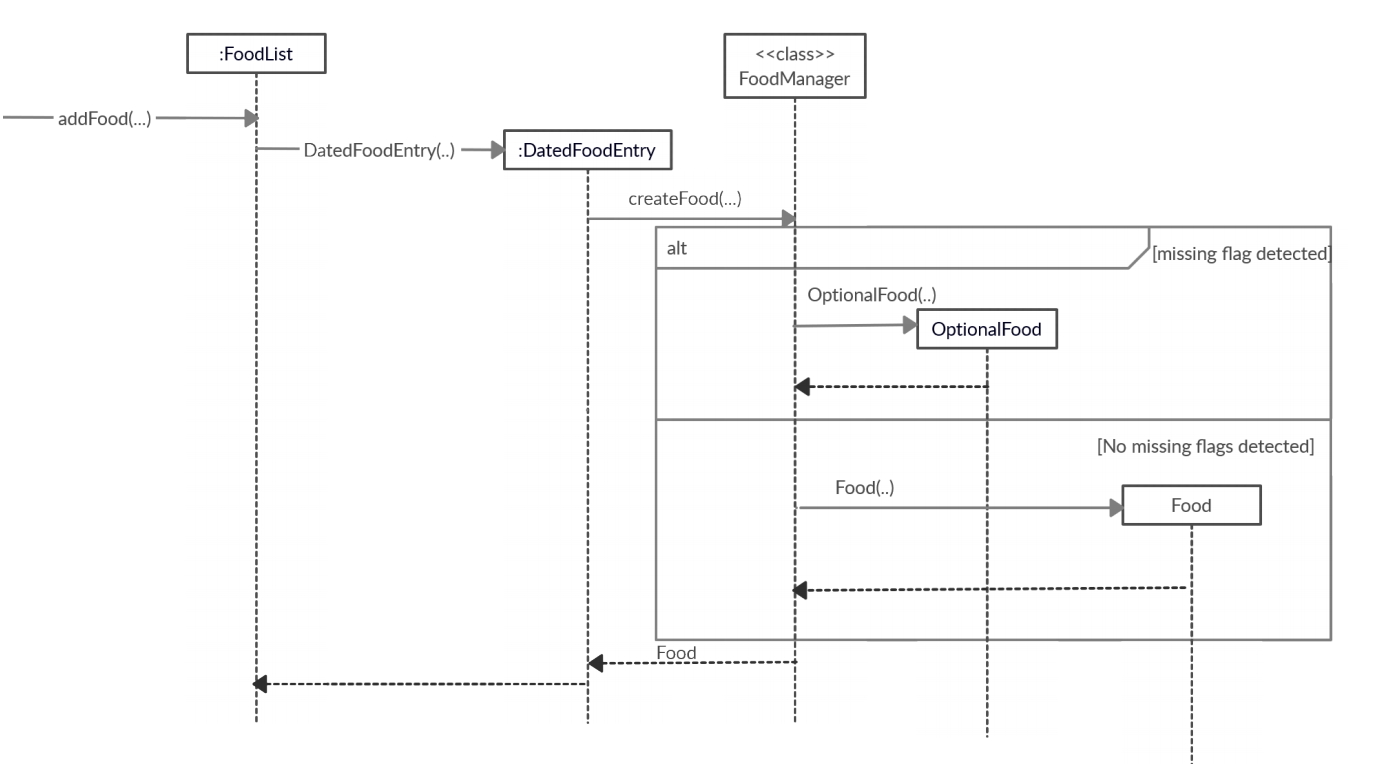 :FoodList
<<class>>
FoodManager
addFood(...)
DatedFoodEntry(..)
:DatedFoodEntry
createFood(...)
alt
[missing flag detected]
OptionalFood(..)
OptionalFood
[No missing flags detected]
Food(..)
Food
Food